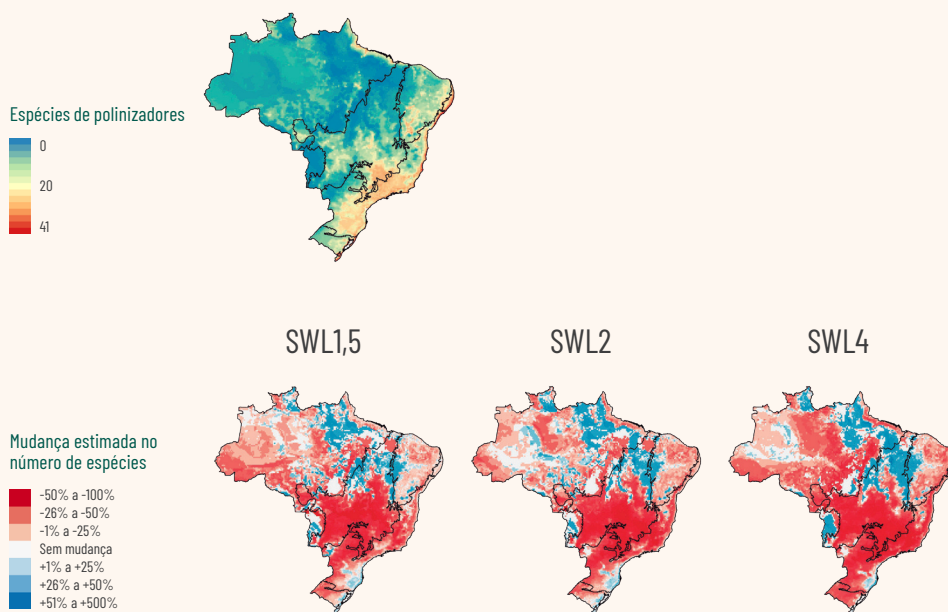 Espécies de polinizadores
0
20
41
SWL1,5
SWL2
SWL4
Mudança estimada no
número de espécies
-50% a -100%
-26% a -50%
-1% a -25%
Sem mudança
+1% a +25%
+26% a +50%
+51% a +500%